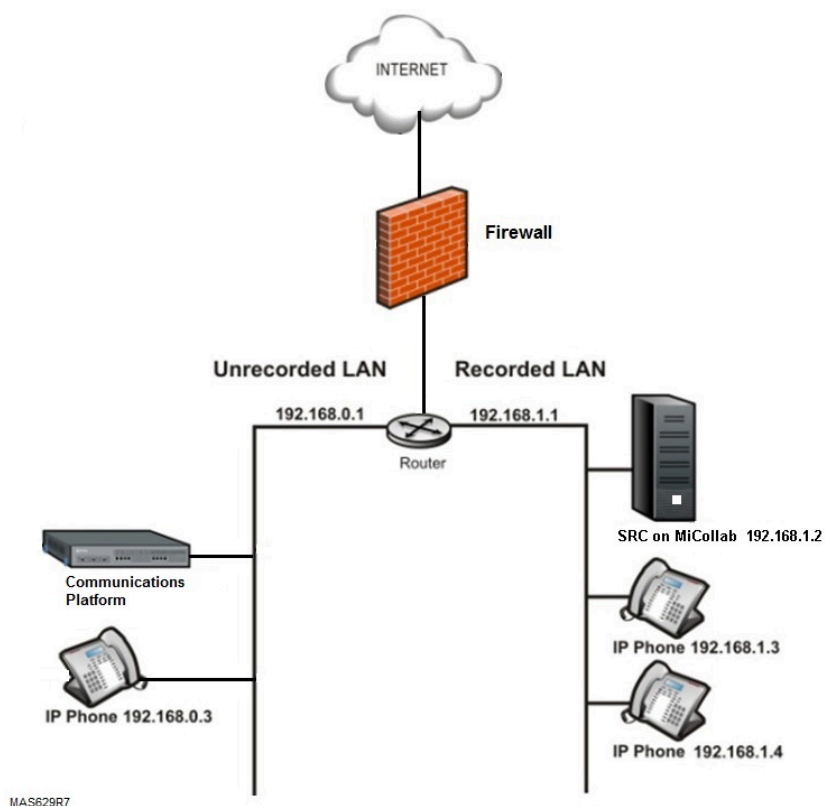 INTERNET
Firewall
Unrecorded LAN
Recorded LAN
192.168.0.1
192.168.1.1
Router
SRC on MiCollab 192.168.1.2
Communications
Platform
IP Phone 192.168.1.3
IP Phone 192.168.0.3
IP Phone 192.168.1.4
MAS629R7